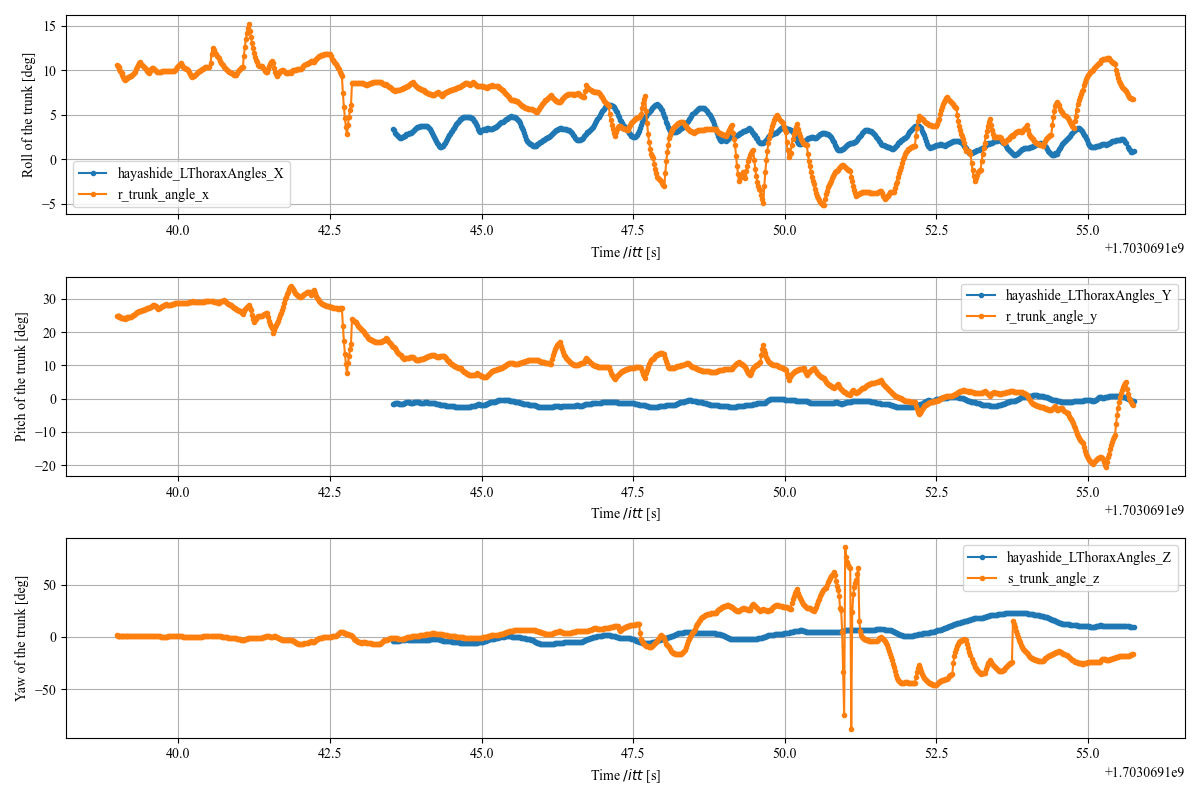 Roll of the trunk [deg]
15
10
5
0
−5
hayashide_LThoraxAngles_X
r_trunk_angle_x
40.0 42.5 45.0 47.5 50.0 52.5 55.0
Time /itt [s]
+1.7030691e9
Pitch of the trunk [deg]
30
20
10
0
−10
−20
hayashide_LThoraxAngles_Y
r_trunk_angle_y
40.0 42.5 45.0 47.5 50.0 52.5 55.0
Time /itt [s]
+1.7030691e9
Yaw of the trunk [deg]
50
0
−50
hayashide_LThoraxAngles_Z
s_trunk_angle_z
40.0 42.5 45.0 47.5 50.0 52.5 55.0
Time /itt [s]
+1.7030691e9